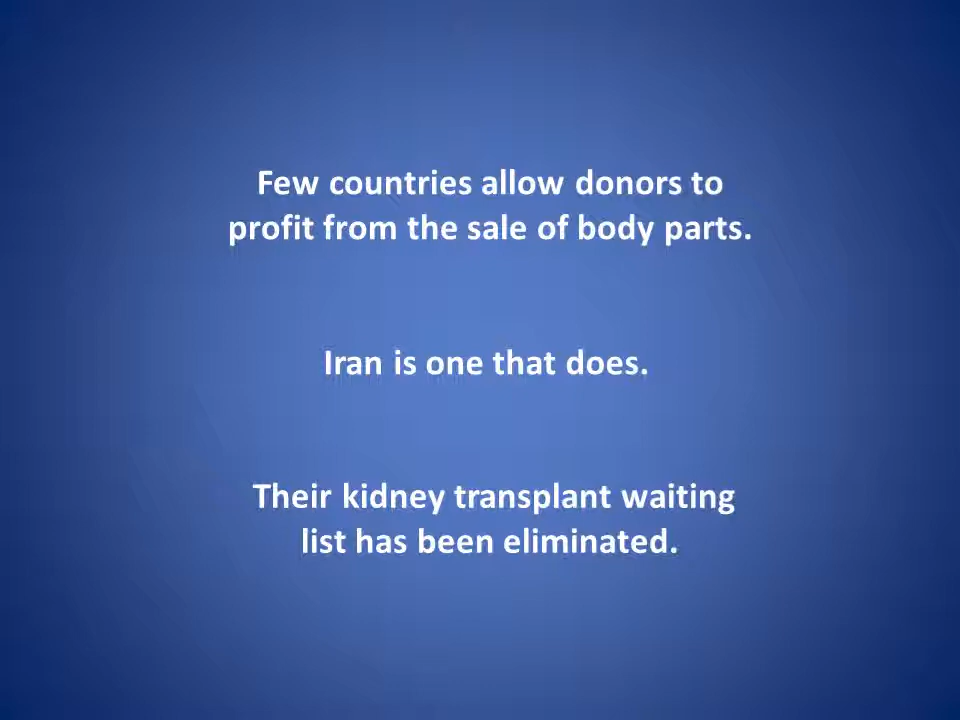 Few countries allow donors to
profit from the sale of body parts.
Iran is one that does.
Their kidney transplant waiting
list has been eliminated.